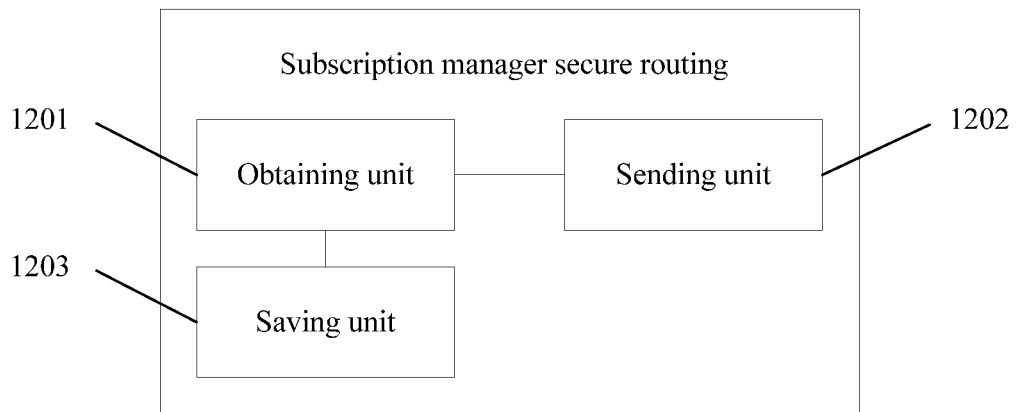 Subscription manager secure routing
1201
1202
Obtaining unit
Sending unit
1203
Saving unit